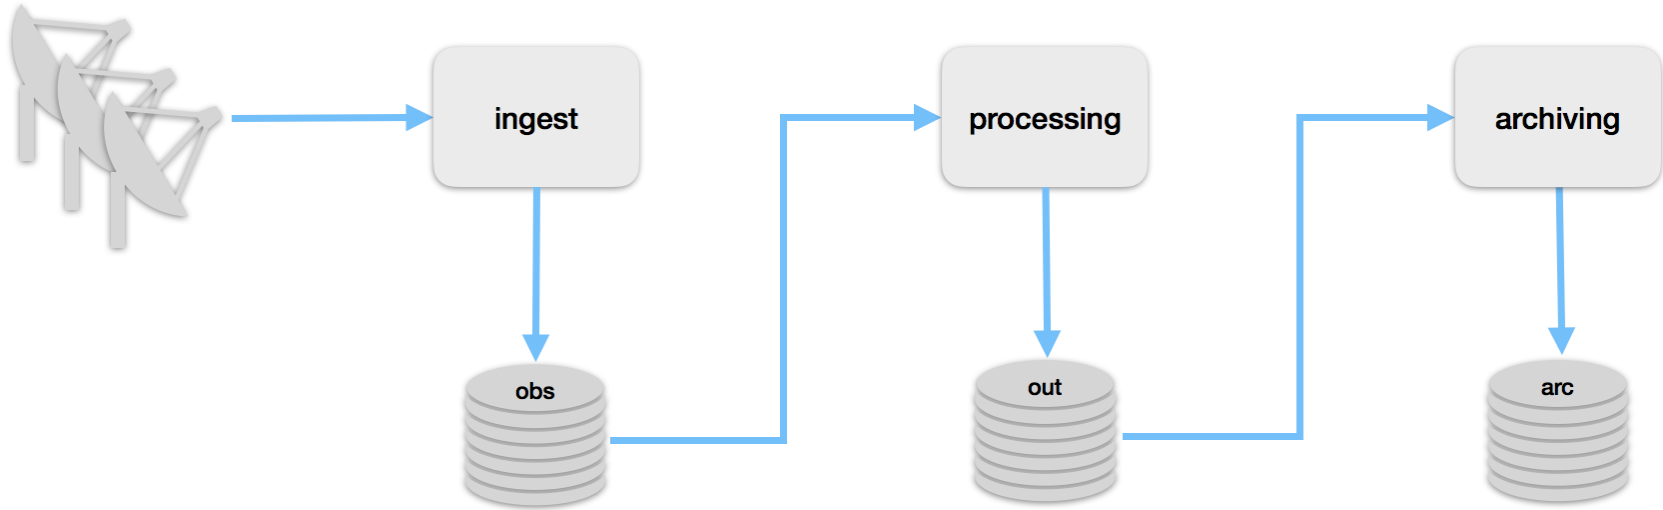 ingest
processing
archiving
obs
out
arc